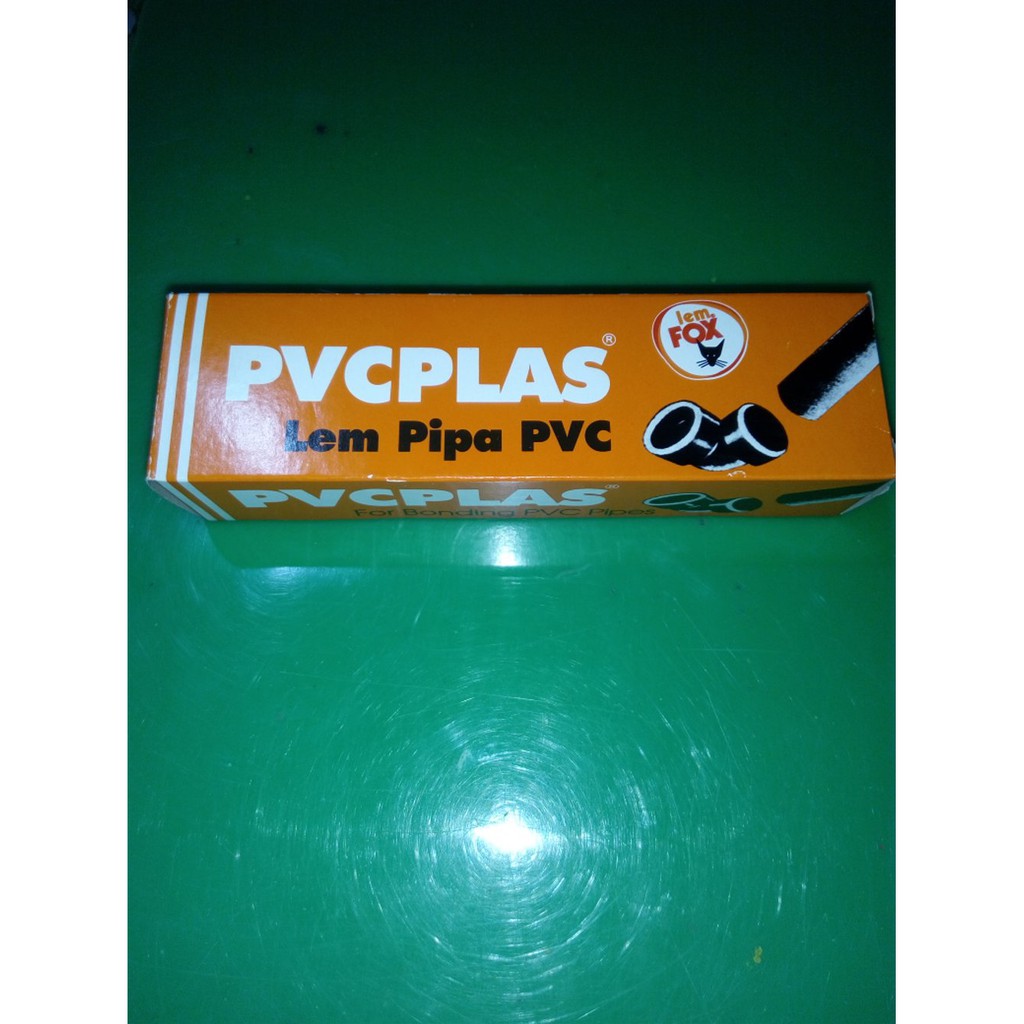 lem
FOX
PVCPLAS®
Lem Pipa PVC
PVCPLAS®
For Bonding PVC Pipes